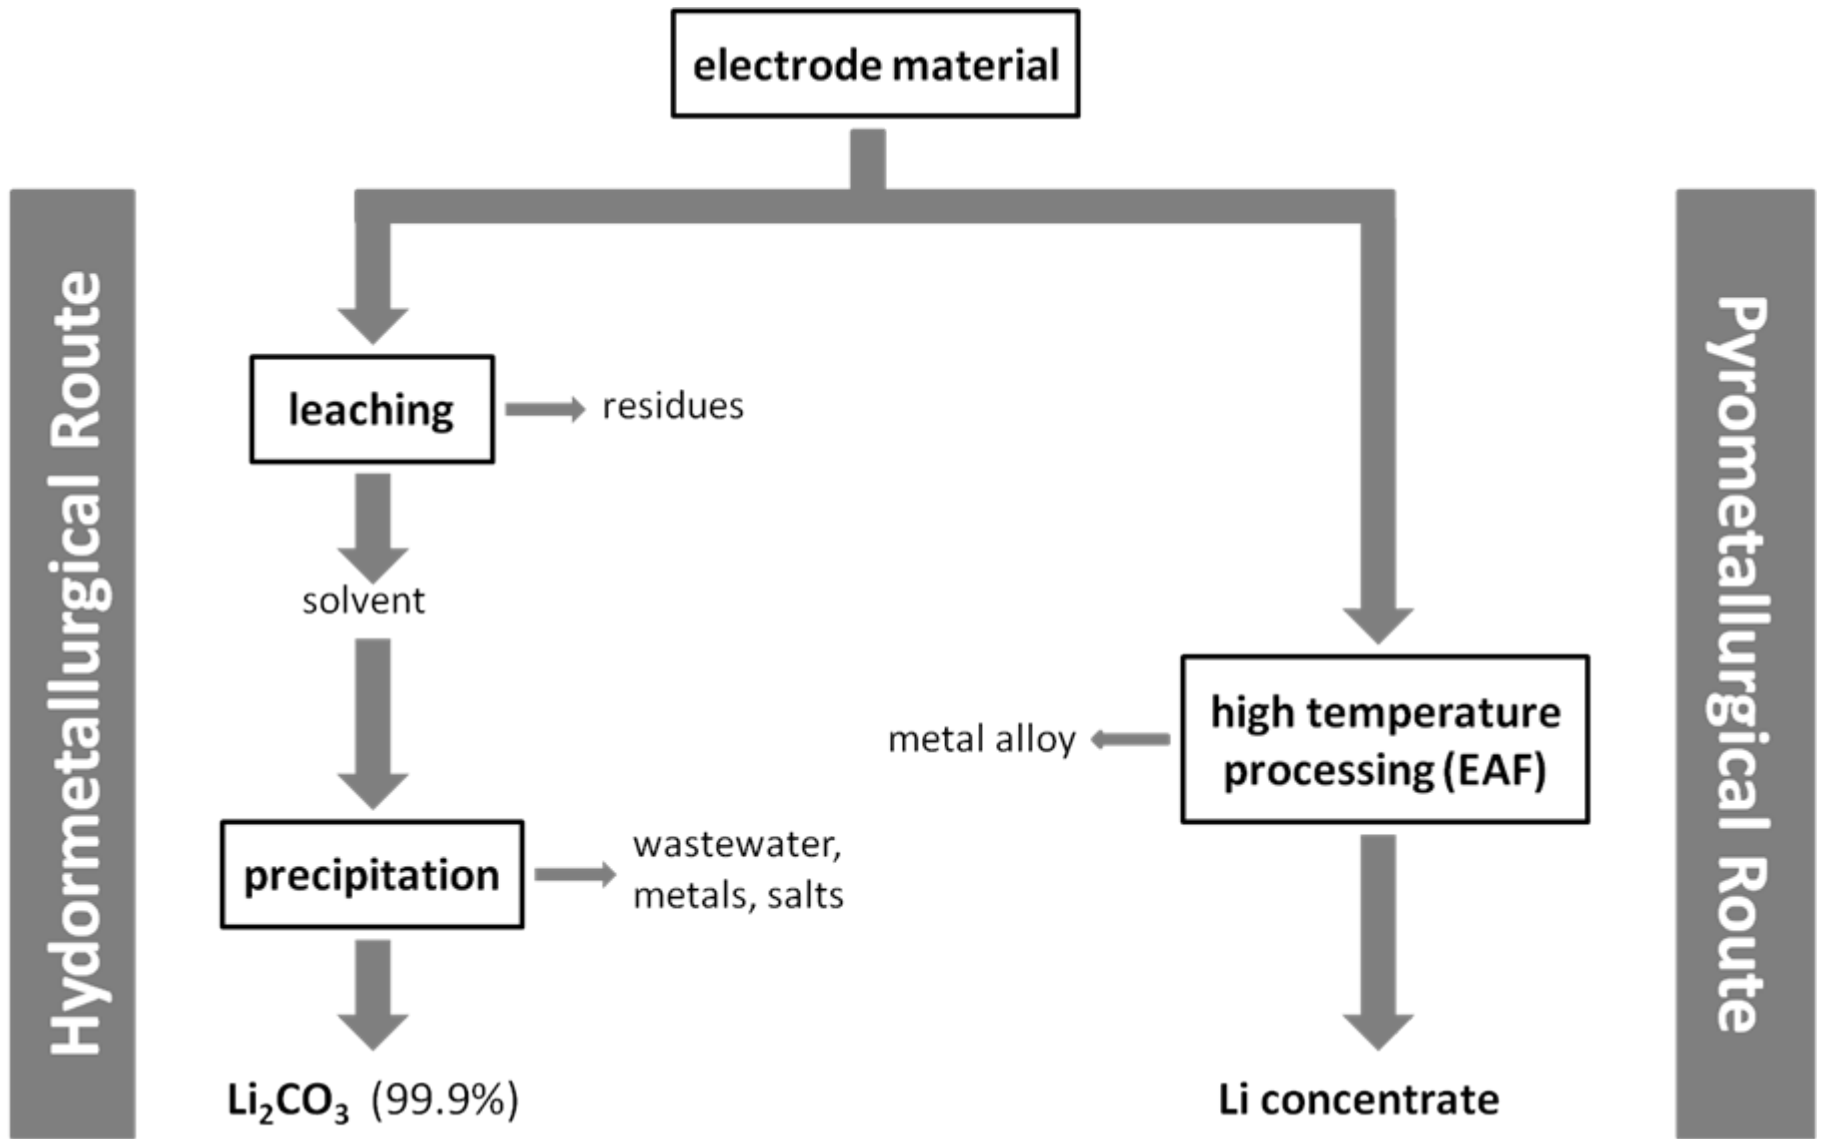 electrode material
Hydormetallurgical Route
Pyrometallurgical Route
leaching
residues
solvent
high temperature
processing (EAF)
metal alloy
precipitation
wastewater,
metals, salts
Li₂CO₃ (99.9%)
Li concentrate